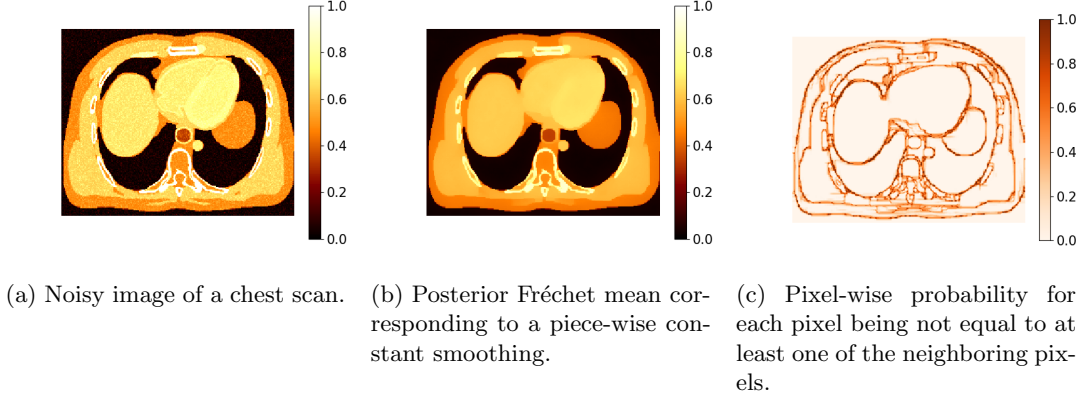 1.0
0.8
0.6
0.4
0.2
0.0
1.0
0.8
0.6
0.4
0.2
0.0
1.0
0.8
0.6
0.4
0.2
0.0
(a) Noisy image of a chest scan.
(b) Posterior Fréchet mean cor-
responding to a piece-wise con-
stant smoothing.
(c) Pixel-wise probability for
each pixel being not equal to at
least one of the neighboring pix-
els.